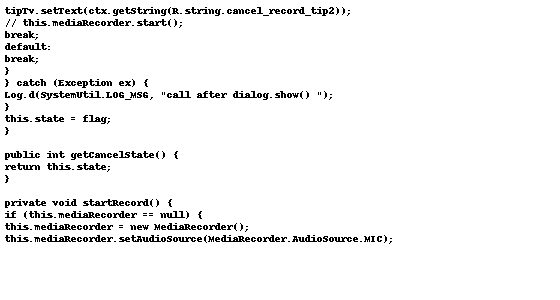 tipTv.setText(ctx.getString(R.string.cancel_record_tip2));
// this.mediaRecorder.start();
break;
default:
break;
}
} catch (Exception ex) {
Log.d(SystemUtil.LOG_MSG, "call after dialog.show() ");
}
this.state = flag;
}

public int getCancelState() {
return this.state;
}

private void startRecord() {
if (this.mediaRecorder == null) {
this.mediaRecorder = new MediaRecorder();
this.mediaRecorder.setAudioSource(MediaRecorder.AudioSource.MIC);